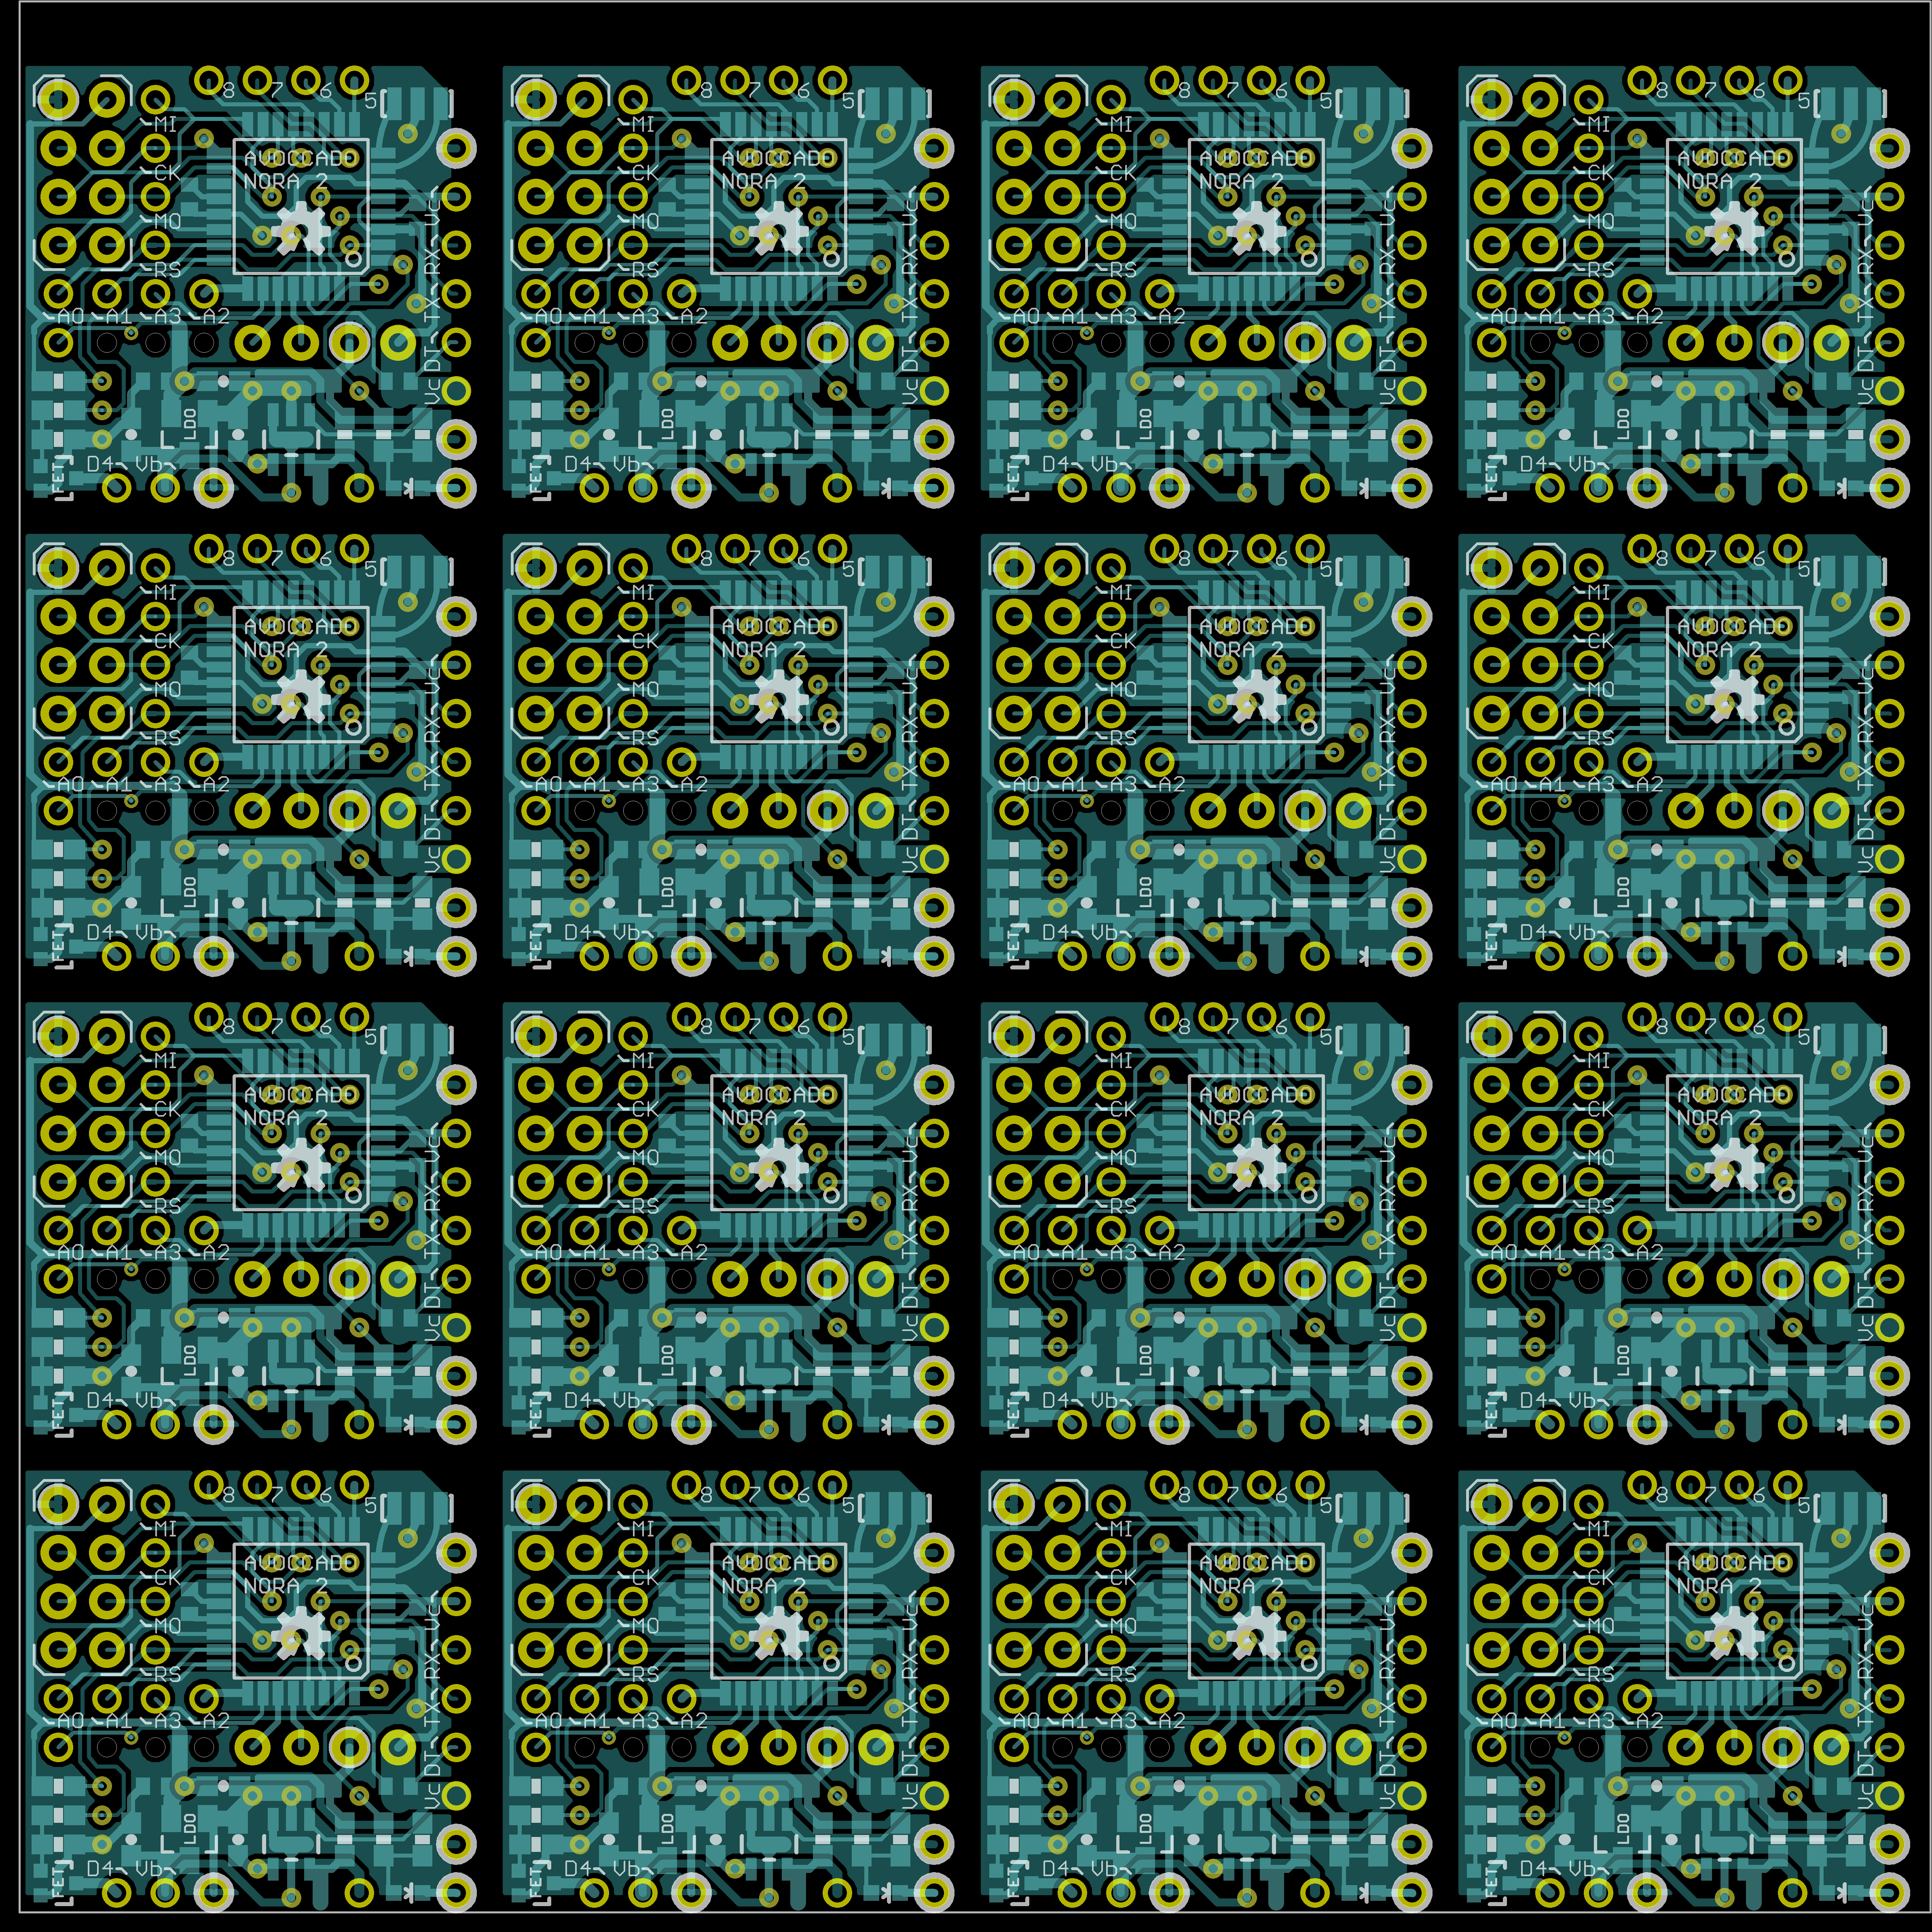 8 7 6 5
MI
AVOCCADO
NORA 2
CK
MO
RS
A0 A1 A3 A2
Vc DT TX RX Vc
LDO
D4 Vb
FET
*
8 7 6 5
MI
AVOCCADO
NORA 2
CK
MO
RS
A0 A1 A3 A2
Vc DT TX RX Vc
LDO
D4 Vb
FET
*
8 7 6 5
MI
AVOCCADO
NORA 2
CK
MO
RS
A0 A1 A3 A2
Vc DT TX RX Vc
LDO
D4 Vb
FET
*
8 7 6 5
MI
AVOCCADO
NORA 2
CK
MO
RS
A0 A1 A3 A2
Vc DT TX RX Vc
LDO
D4 Vb
FET
*
8 7 6 5
MI
AVOCCADO
NORA 2
CK
MO
RS
A0 A1 A3 A2
Vc DT TX RX Vc
LDO
D4 Vb
FET
*
8 7 6 5
MI
AVOCCADO
NORA 2
CK
MO
RS
A0 A1 A3 A2
Vc DT TX RX Vc
LDO
D4 Vb
FET
*
8 7 6 5
MI
AVOCCADO
NORA 2
CK
MO
RS
A0 A1 A3 A2
Vc DT TX RX Vc
LDO
D4 Vb
FET
*
8 7 6 5
MI
AVOCCADO
NORA 2
CK
MO
RS
A0 A1 A3 A2
Vc DT TX RX Vc
LDO
D4 Vb
FET
*
8 7 6 5
MI
AVOCCADO
NORA 2
CK
MO
RS
A0 A1 A3 A2
Vc DT TX RX Vc
LDO
D4 Vb
FET
*
8 7 6 5
MI
AVOCCADO
NORA 2
CK
MO
RS
A0 A1 A3 A2
Vc DT TX RX Vc
LDO
D4 Vb
FET
*
8 7 6 5
MI
AVOCCADO
NORA 2
CK
MO
RS
A0 A1 A3 A2
Vc DT TX RX Vc
LDO
D4 Vb
FET
*
8 7 6 5
MI
AVOCCADO
NORA 2
CK
MO
RS
A0 A1 A3 A2
Vc DT TX RX Vc
LDO
D4 Vb
FET
*
8 7 6 5
MI
AVOCCADO
NORA 2
CK
MO
RS
A0 A1 A3 A2
Vc DT TX RX Vc
LDO
D4 Vb
FET
*
8 7 6 5
MI
AVOCCADO
NORA 2
CK
MO
RS
A0 A1 A3 A2
Vc DT TX RX Vc
LDO
D4 Vb
FET
*
8 7 6 5
MI
AVOCCADO
NORA 2
CK
MO
RS
A0 A1 A3 A2
Vc DT TX RX Vc
LDO
D4 Vb
FET
*
8 7 6 5
MI
AVOCCADO
NORA 2
CK
MO
RS
A0 A1 A3 A2
Vc DT TX RX Vc
LDO
D4 Vb
FET
*